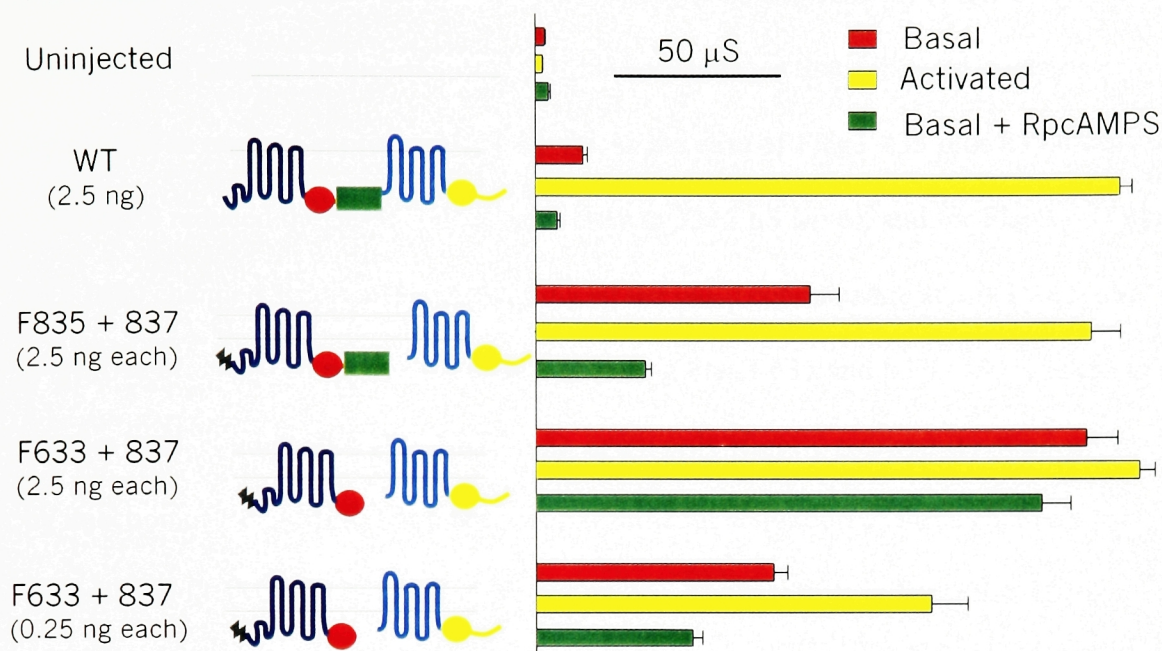 Uninjected
50 µS
Basal
Activated
Basal + RpcAMPS
WT
(2.5 ng)
F835 + 837
(2.5 ng each)
F633 + 837
(2.5 ng each)
F633 + 837
(0.25 ng each)